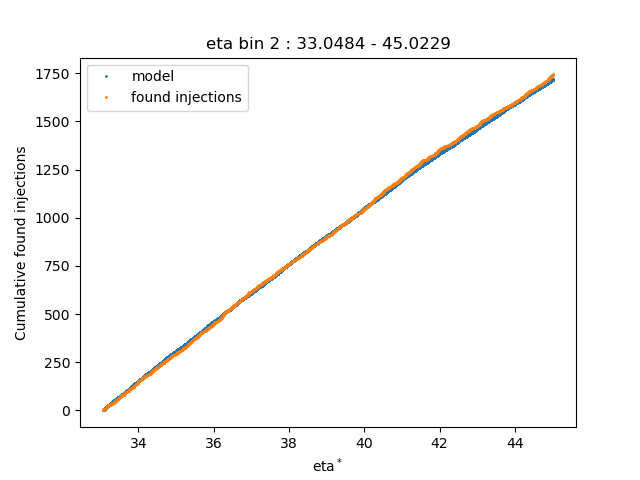 eta bin 2 : 33.0484 - 45.0229
model
found injections
Cumulative found injections
1750
1500
1250
1000
750
500
250
0
34 36 38 40 42 44
eta*